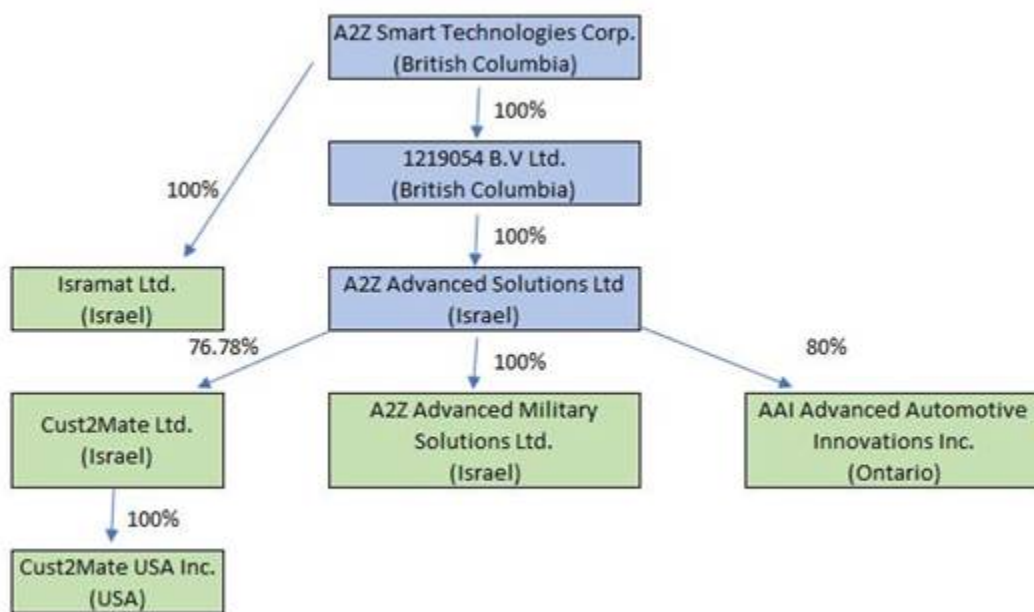 A2Z Smart Technologies Corp.
(British Columbia)
100%
1219054 B.V Ltd.
(British Columbia)
100%
100%
Isramat Ltd.
(Israel)
A2Z Advanced Solutions Ltd
(Israel)
76.78%
100%
80%
Cust2Mate Ltd.
(Israel)
A2Z Advanced Military
Solutions Ltd.
(Israel)
AAI Advanced Automotive
Innovations Inc.
(Ontario)
100%
Cust2Mate USA Inc.
(USA)